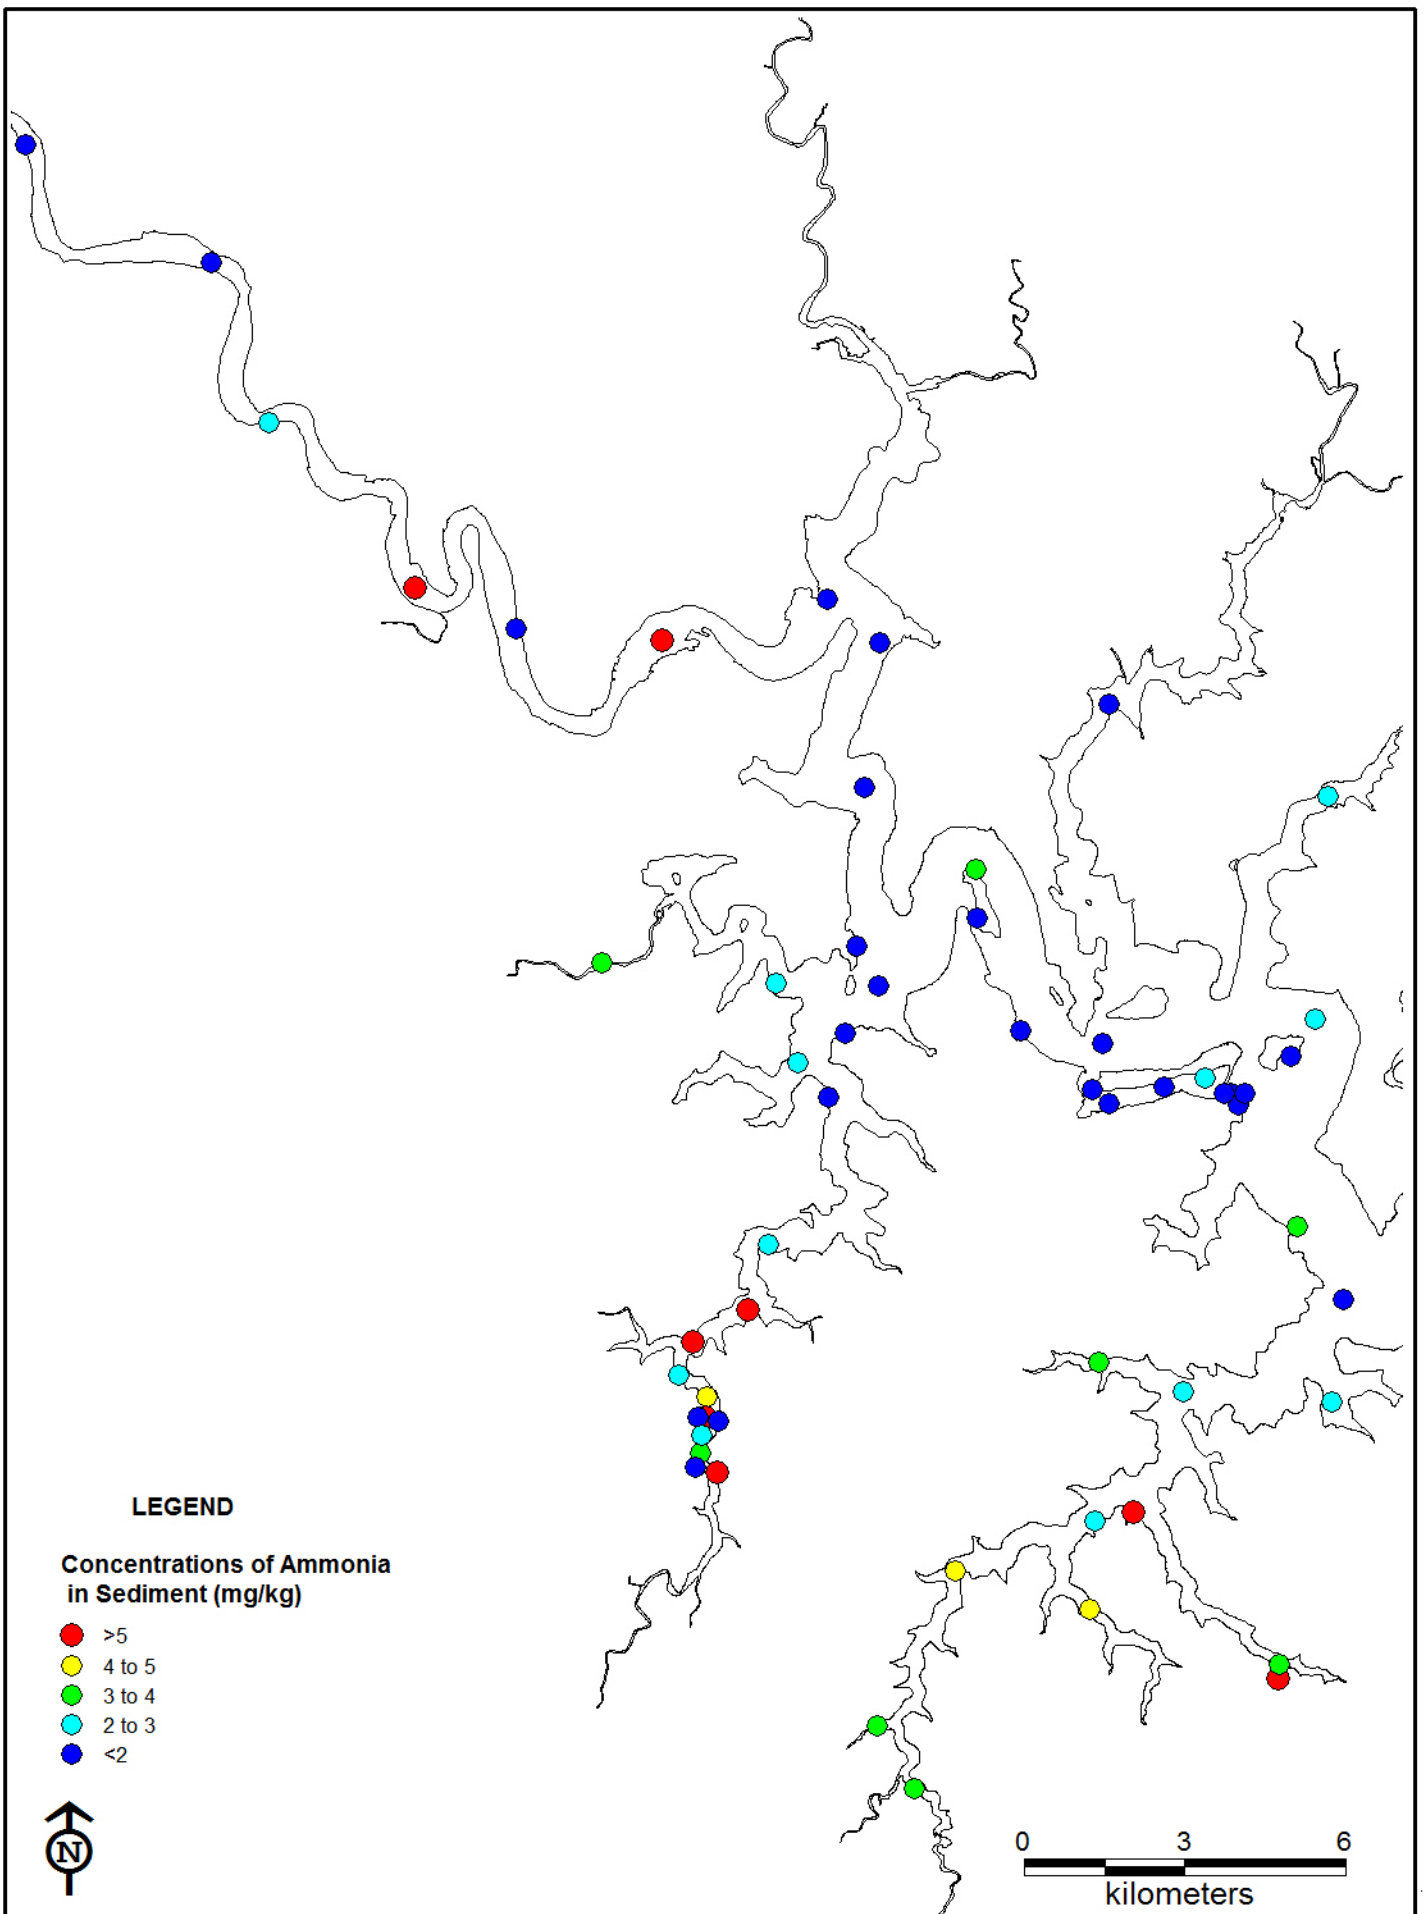 LEGEND
Concentrations of Ammonia
in Sediment (mg/kg)
>5
4 to 5
3 to 4
2 to 3
<2
N
0 3 6
kilometers